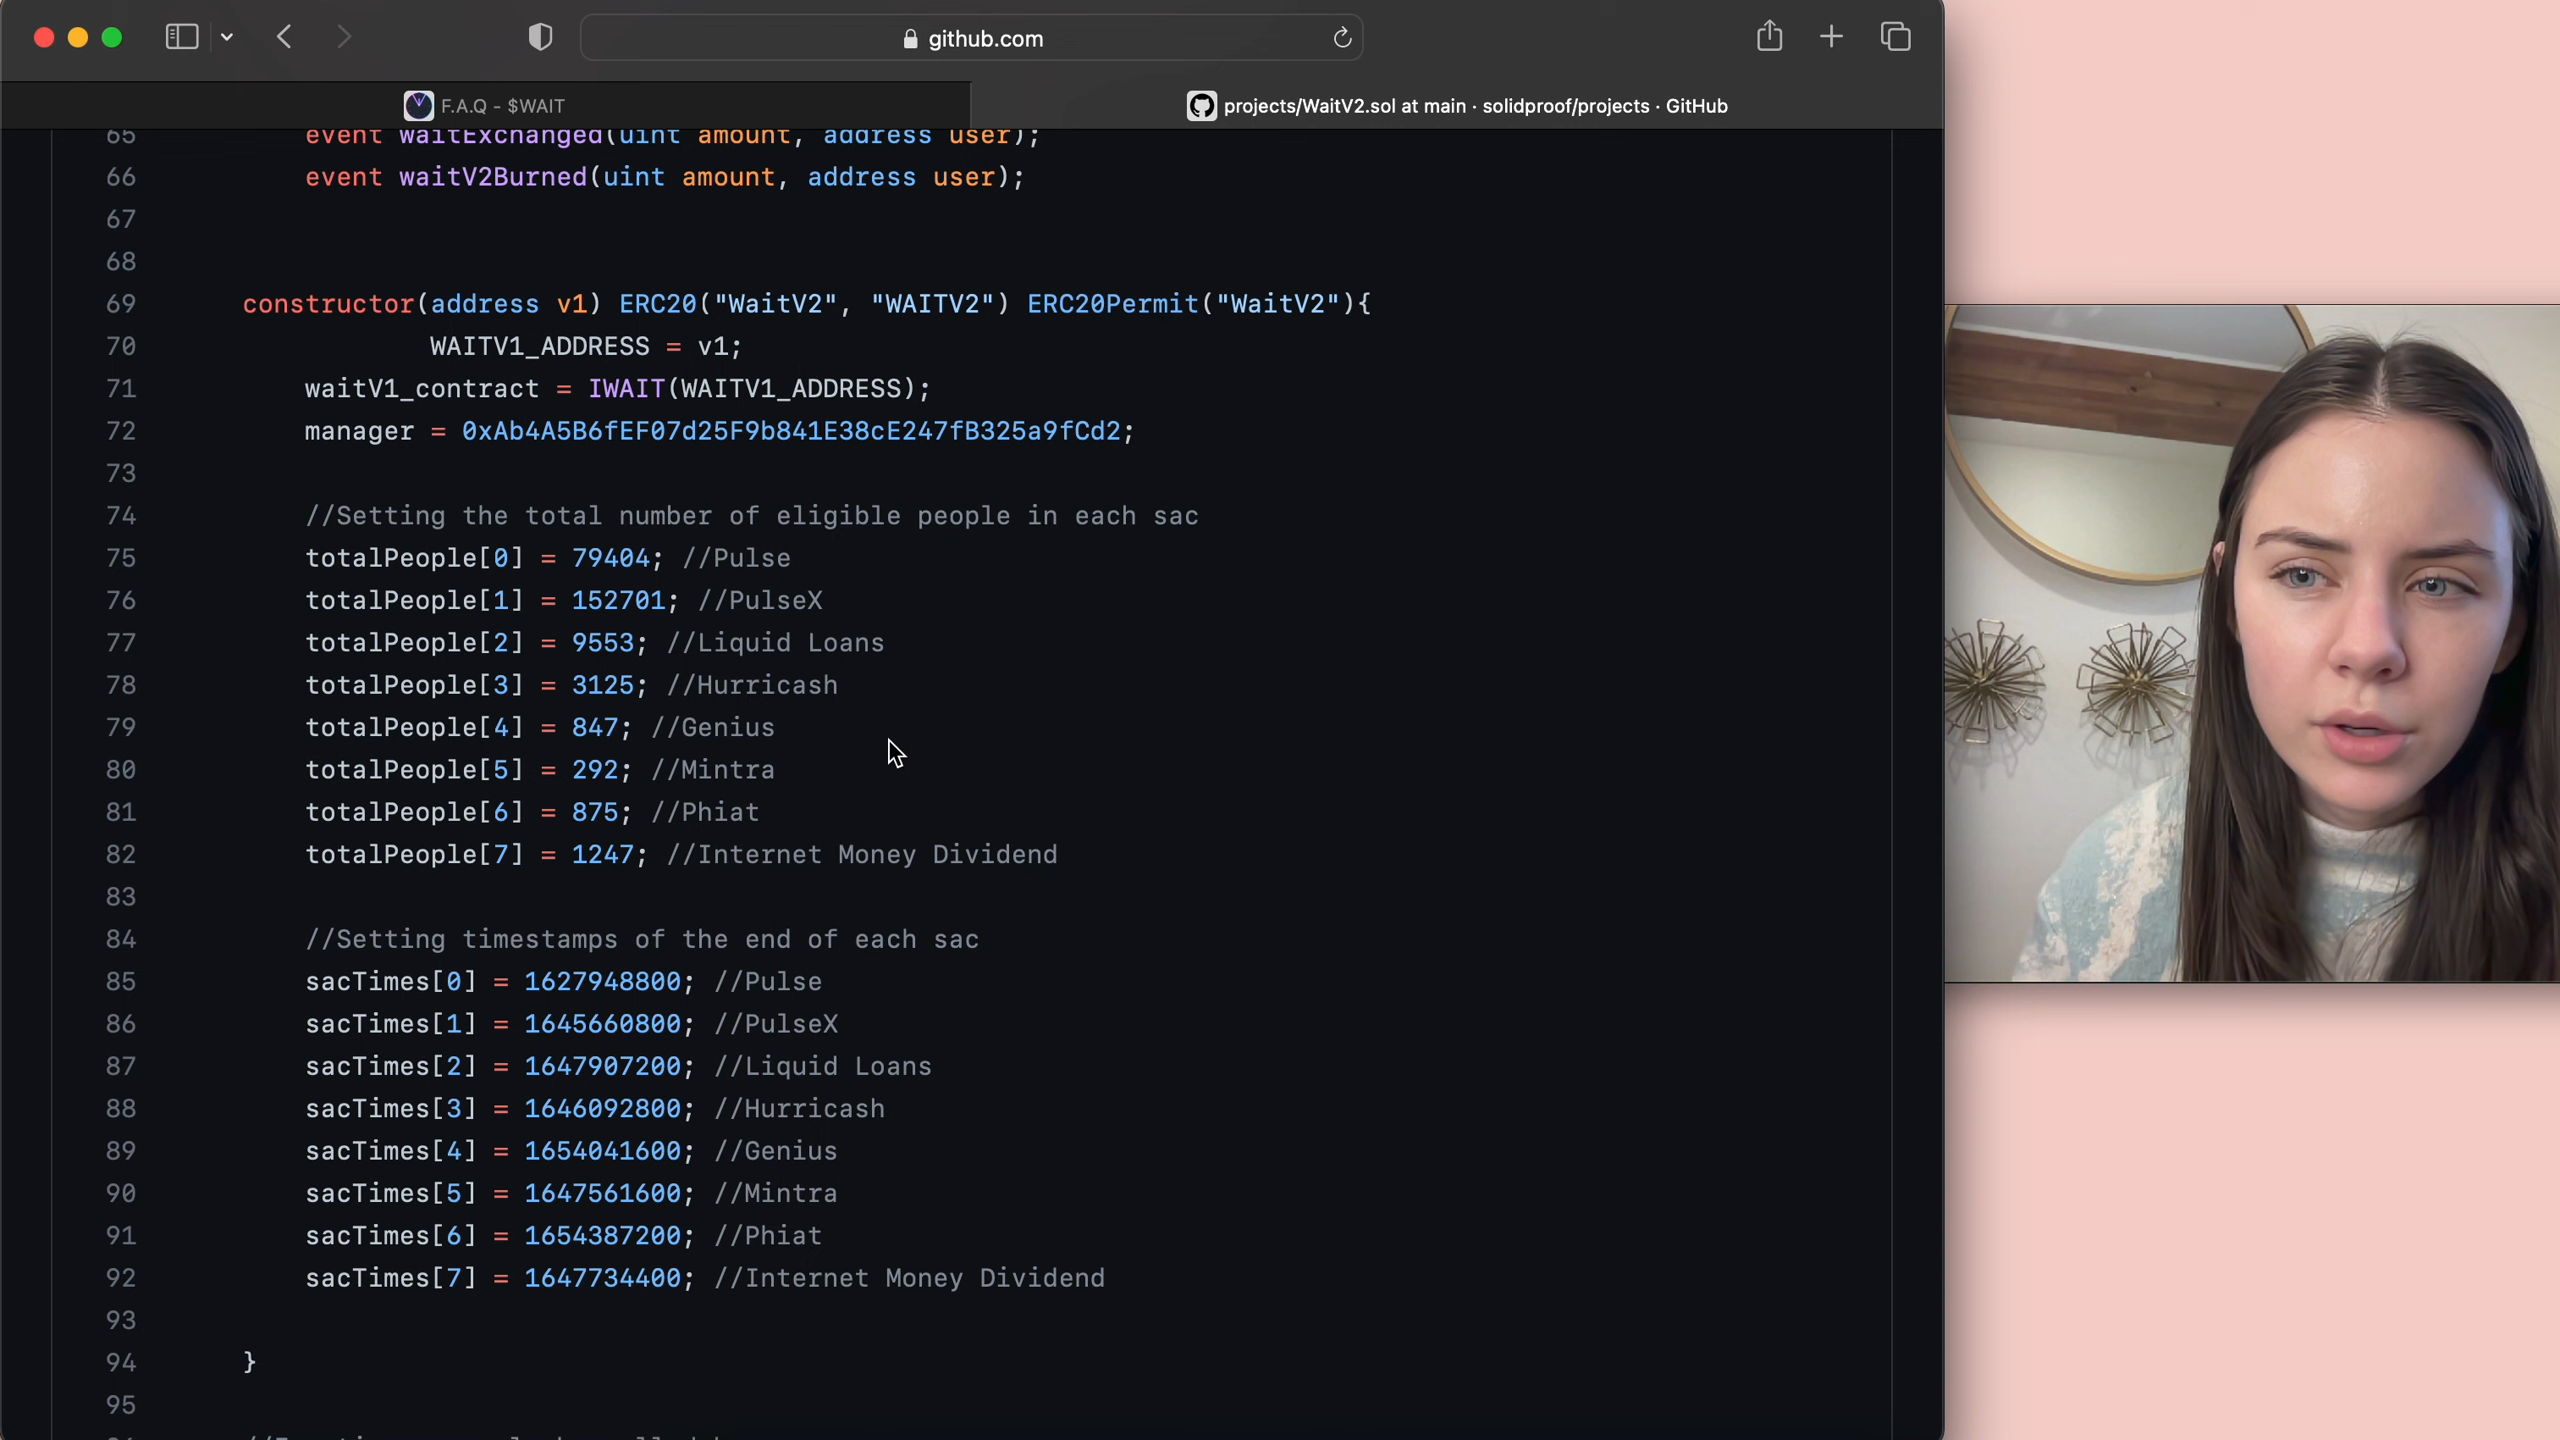 github.com
F.A.Q - $WAIT
projects/WaitV2.sol at main · solidproof/projects · GitHub
65 event waitExchanged(uint amount, address user);
66 event waitV2Burned(uint amount, address user);
67
68
69 constructor(address v1) ERC20("WaitV2", "WAITV2") ERC20Permit("WaitV2"){
70 WAITV1_ADDRESS = v1;
71 waitV1_contract = IWAIT(WAITV1_ADDRESS);
72 manager = 0xAb4A5B6fEF07d25F9b841E38cE247fB325a9fCd2;
73
74 //Setting the total number of eligible people in each sac
75 totalPeople[0] = 79404; //Pulse
76 totalPeople[1] = 152701; //PulseX
77 totalPeople[2] = 9553; //Liquid Loans
78 totalPeople[3] = 3125; //Hurricash
79 totalPeople[4] = 847; //Genius
80 totalPeople[5] = 292; //Mintra
81 totalPeople[6] = 875; //Phiat
82 totalPeople[7] = 1247; //Internet Money Dividend
83
84 //Setting timestamps of the end of each sac
85 sacTimes[0] = 1627948800; //Pulse
86 sacTimes[1] = 1645660800; //PulseX
87 sacTimes[2] = 1647907200; //Liquid Loans
88 sacTimes[3] = 1646092800; //Hurricash
89 sacTimes[4] = 1654041600; //Genius
90 sacTimes[5] = 1647561600; //Mintra
91 sacTimes[6] = 1654387200; //Phiat
92 sacTimes[7] = 1647734400; //Internet Money Dividend
93
94 }
95